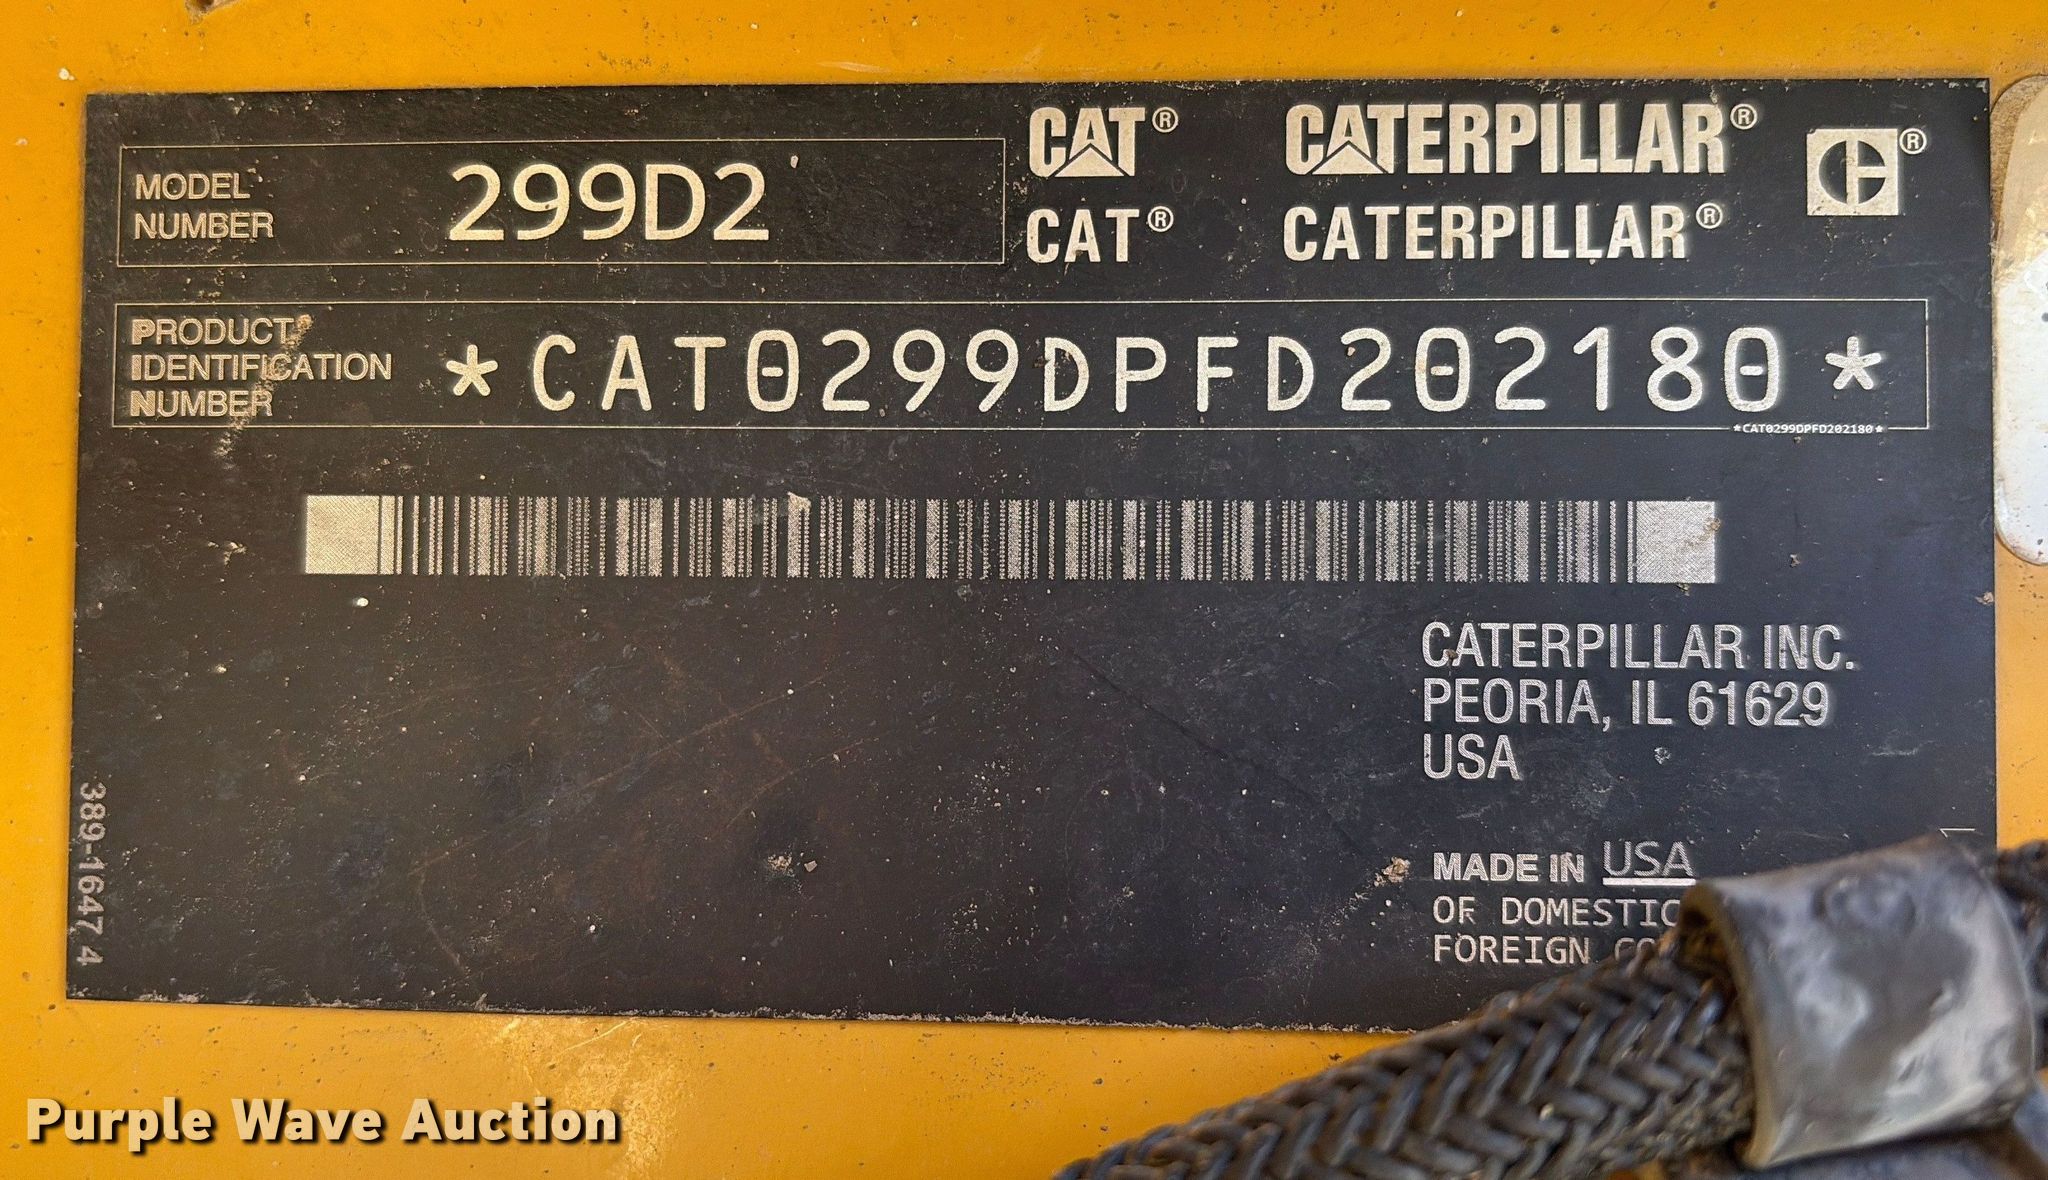 MODEL
NUMBER
299D2
CAT® CATERPILLAR® ®
CAT® CATERPILLAR®
PRODUCT
IDENTIFICATION
NUMBER
*CAT0299DPFD202180*
*CAT0299DPFD202180*
CATERPILLAR INC.
PEORIA, IL 61629
USA
MADE IN USA
OF DOMESTIC
FOREIGN
389-1647 4
Purple Wave Auction